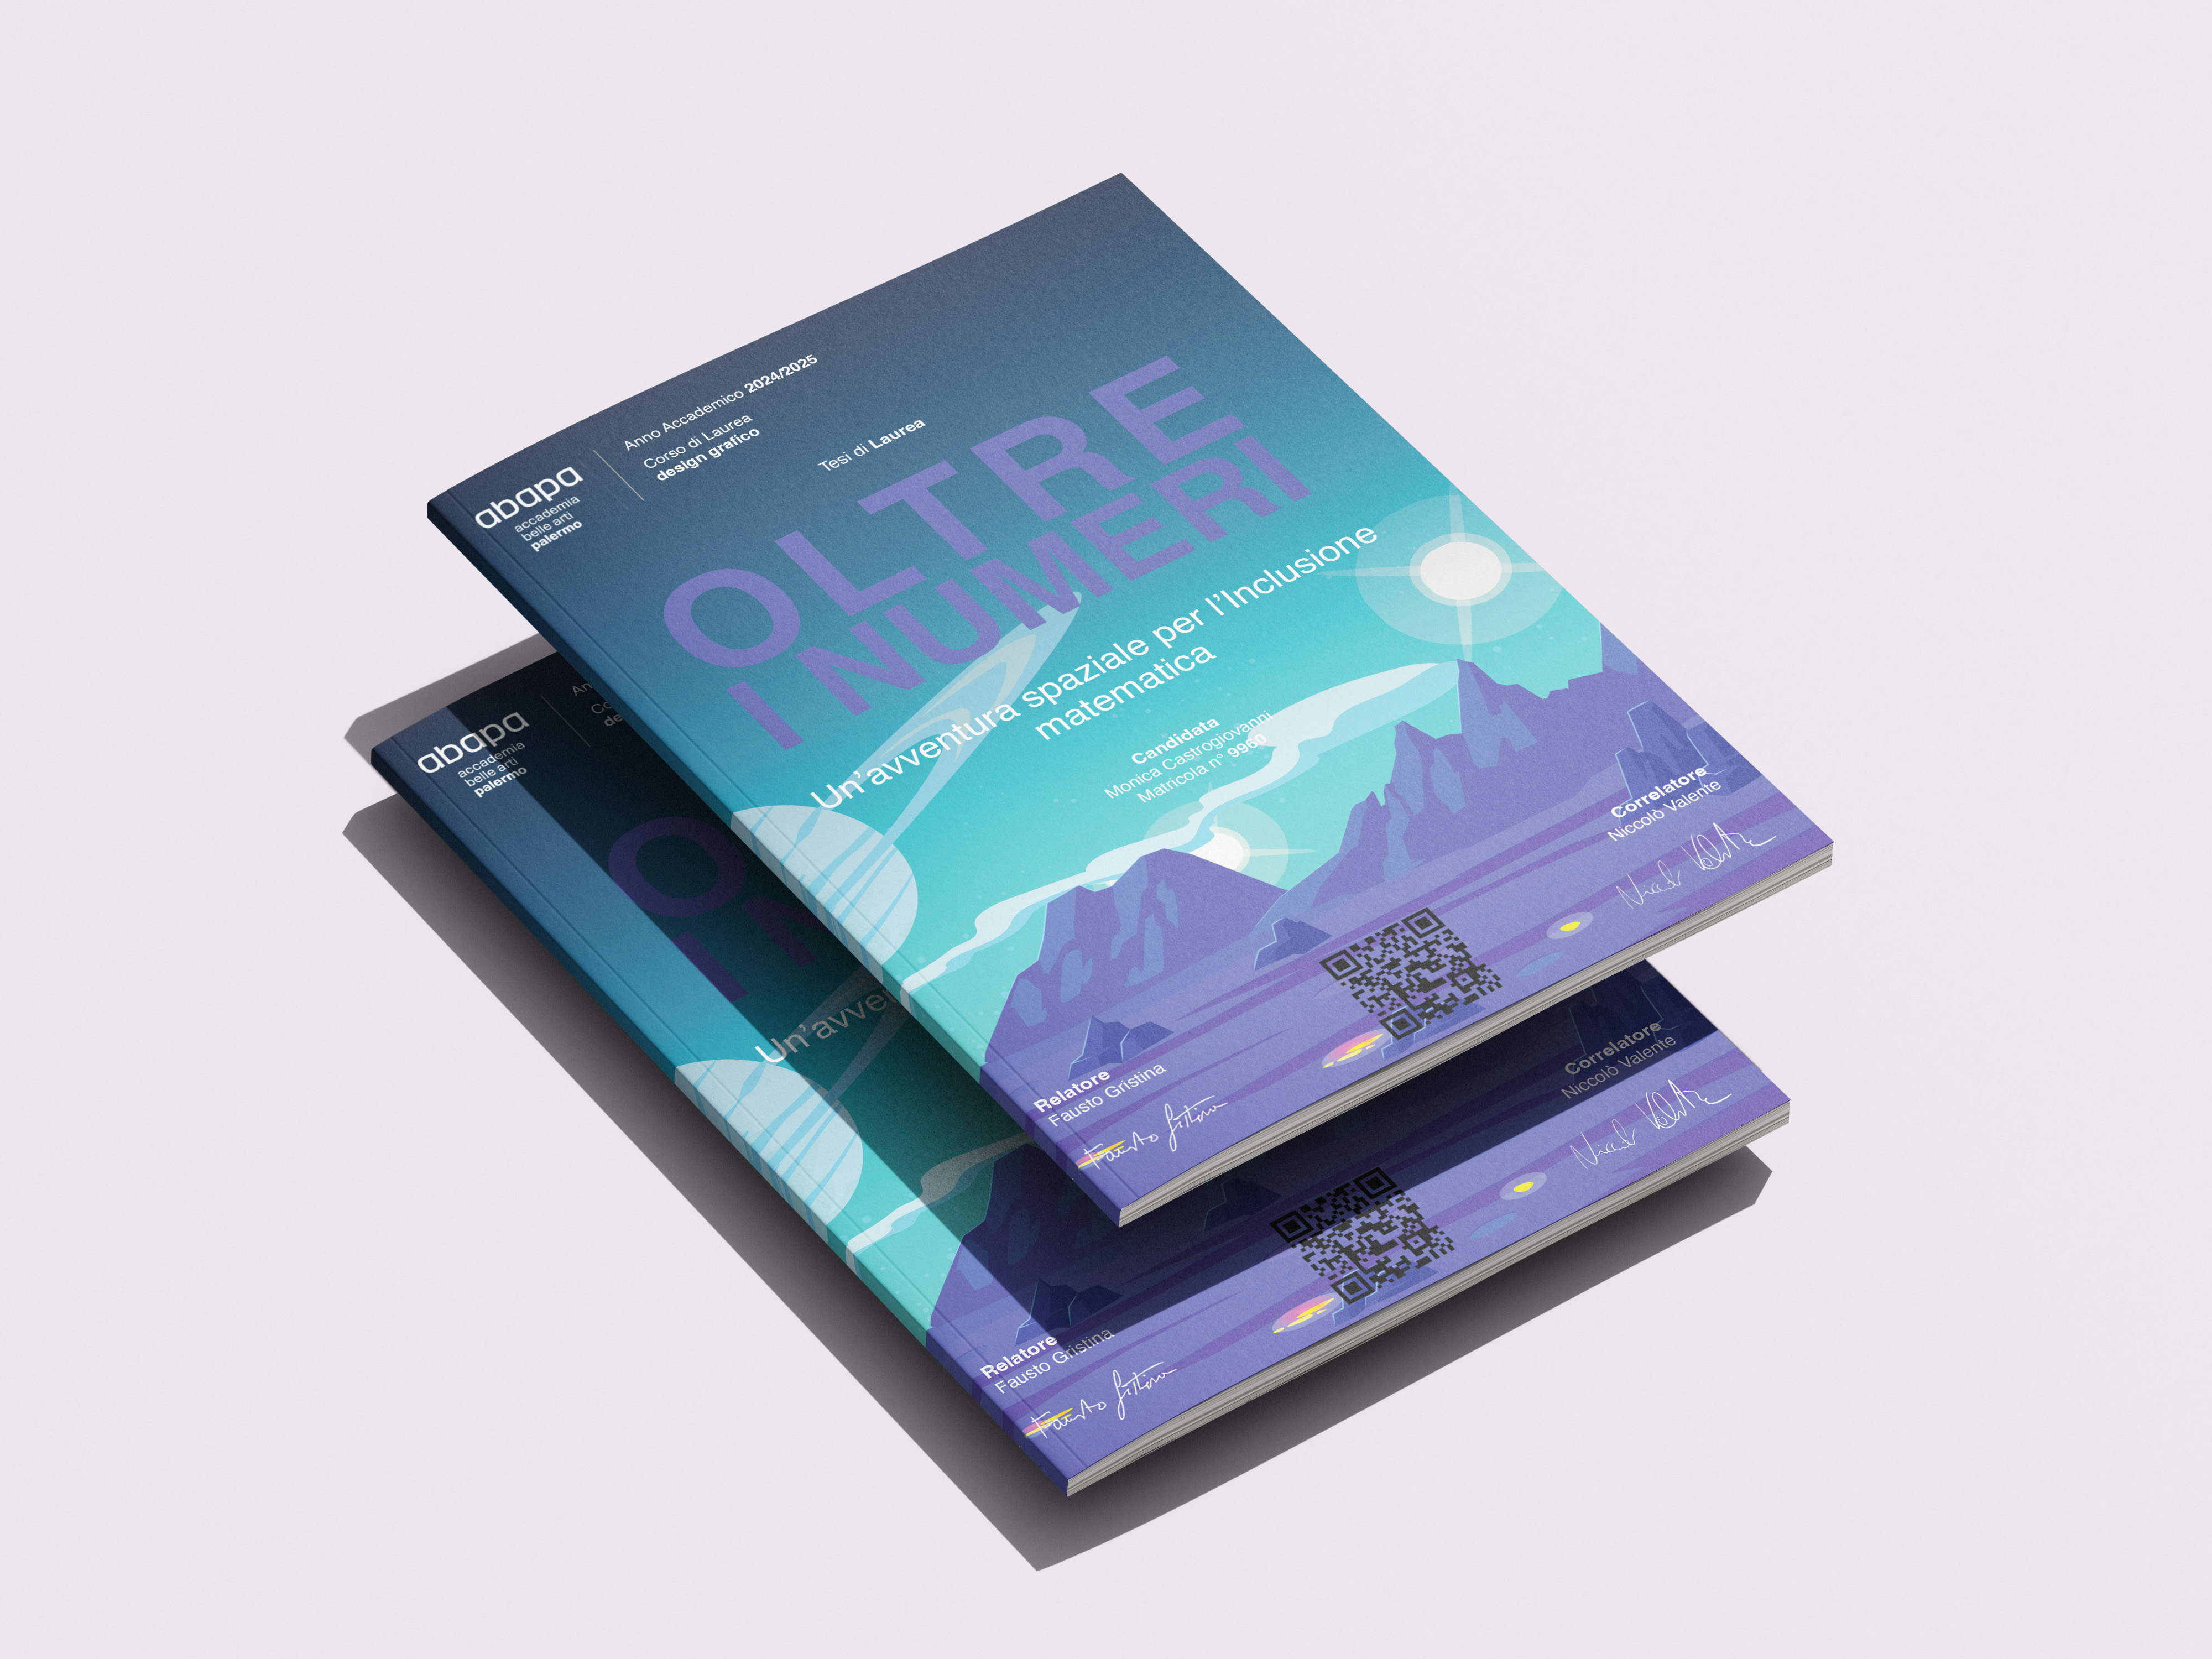 abapa
accademia
belle arti
palermo
Anno Accademico 2024/2025
Corso di Laurea
design grafico
Tesi di Laurea
OLTRE
I NUMERI
Un'avventura spaziale per l'Inclusione
matematica
Candidata
Monica Castrogiovanni
Matricola n° 9960
Correlatore
Niccolò Valente
Relatore
Fausto Gristina
abapa
accademia
belle arti
palermo
O
I N
Un'avve
Correlatore
Niccolò Valente
Relatore
Fausto Gristina